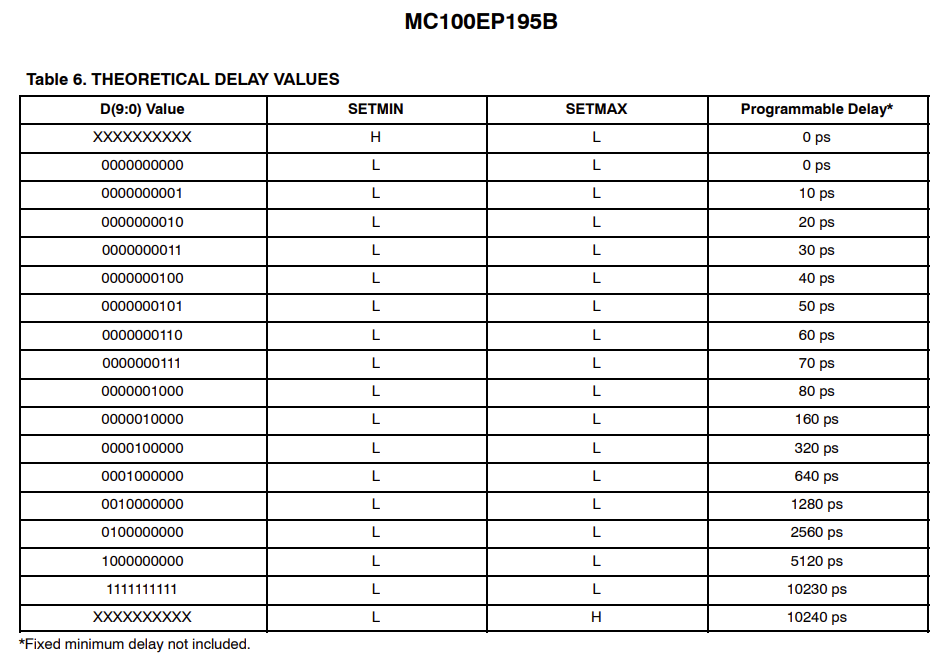 MC100EP195B
Table 6. THEORETICAL DELAY VALUES
D(9:0) Value SETMIN SETMAX Programmable Delay*
XXXXXXXXXX H L 0 ps
0000000000 L L 0 ps
0000000001 L L 10 ps
0000000010 L L 20 ps
0000000011 L L 30 ps
0000000100 L L 40 ps
0000000101 L L 50 ps
0000000110 L L 60 ps
0000000111 L L 70 ps
0000001000 L L 80 ps
0000010000 L L 160 ps
0000100000 L L 320 ps
0001000000 L L 640 ps
0010000000 L L 1280 ps
0100000000 L L 2560 ps
1000000000 L L 5120 ps
1111111111 L L 10230 ps
XXXXXXXXXX L H 10240 ps
*Fixed minimum delay not included.